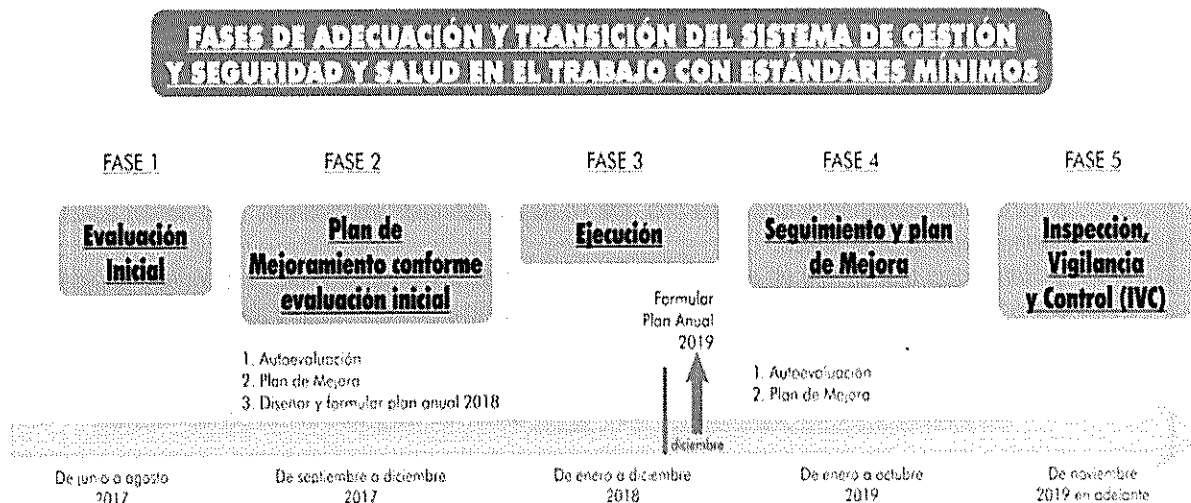 FASES DE ADECUACIÓN Y TRANSICIÓN DEL SISTEMA DE GESTIÓN
Y SEGURIDAD Y SALUD EN EL TRABAJO CON ESTÁNDARES MÍNIMOS
FASE 1
Evaluación
Inicial
De junio a agosto
2017
FASE 2
Plan de
Mejoramiento conforme
evaluación inicial
1. Autoevaluación
2. Plan de Mejora
3. Diseñar y formular plan anual 2018
De septiembre a diciembre
2017
FASE 3
Ejecución
Formular
Plan Anual
2019
diciembre
De enero a diciembre
2018
FASE 4
Seguimiento y plan
de Mejora
1. Autoevaluación
2. Plan de Mejora
De enero a octubre
2019
FASE 5
Inspección,
Vigilancia
y Control (IVC)
De noviembre
2019 en adelante